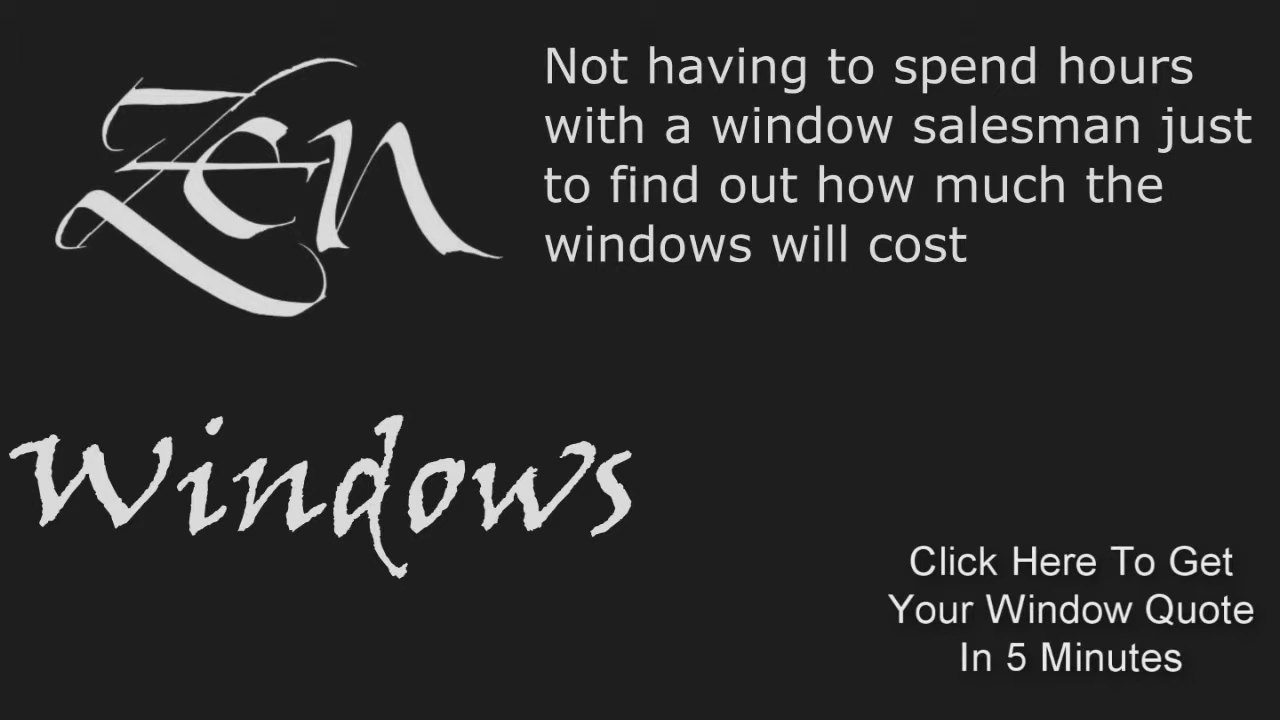 Zen
Not having to spend hours
with a window salesman just
to find out how much the
windows will cost
Windows
Click Here To Get
Your Window Quote
In 5 Minutes